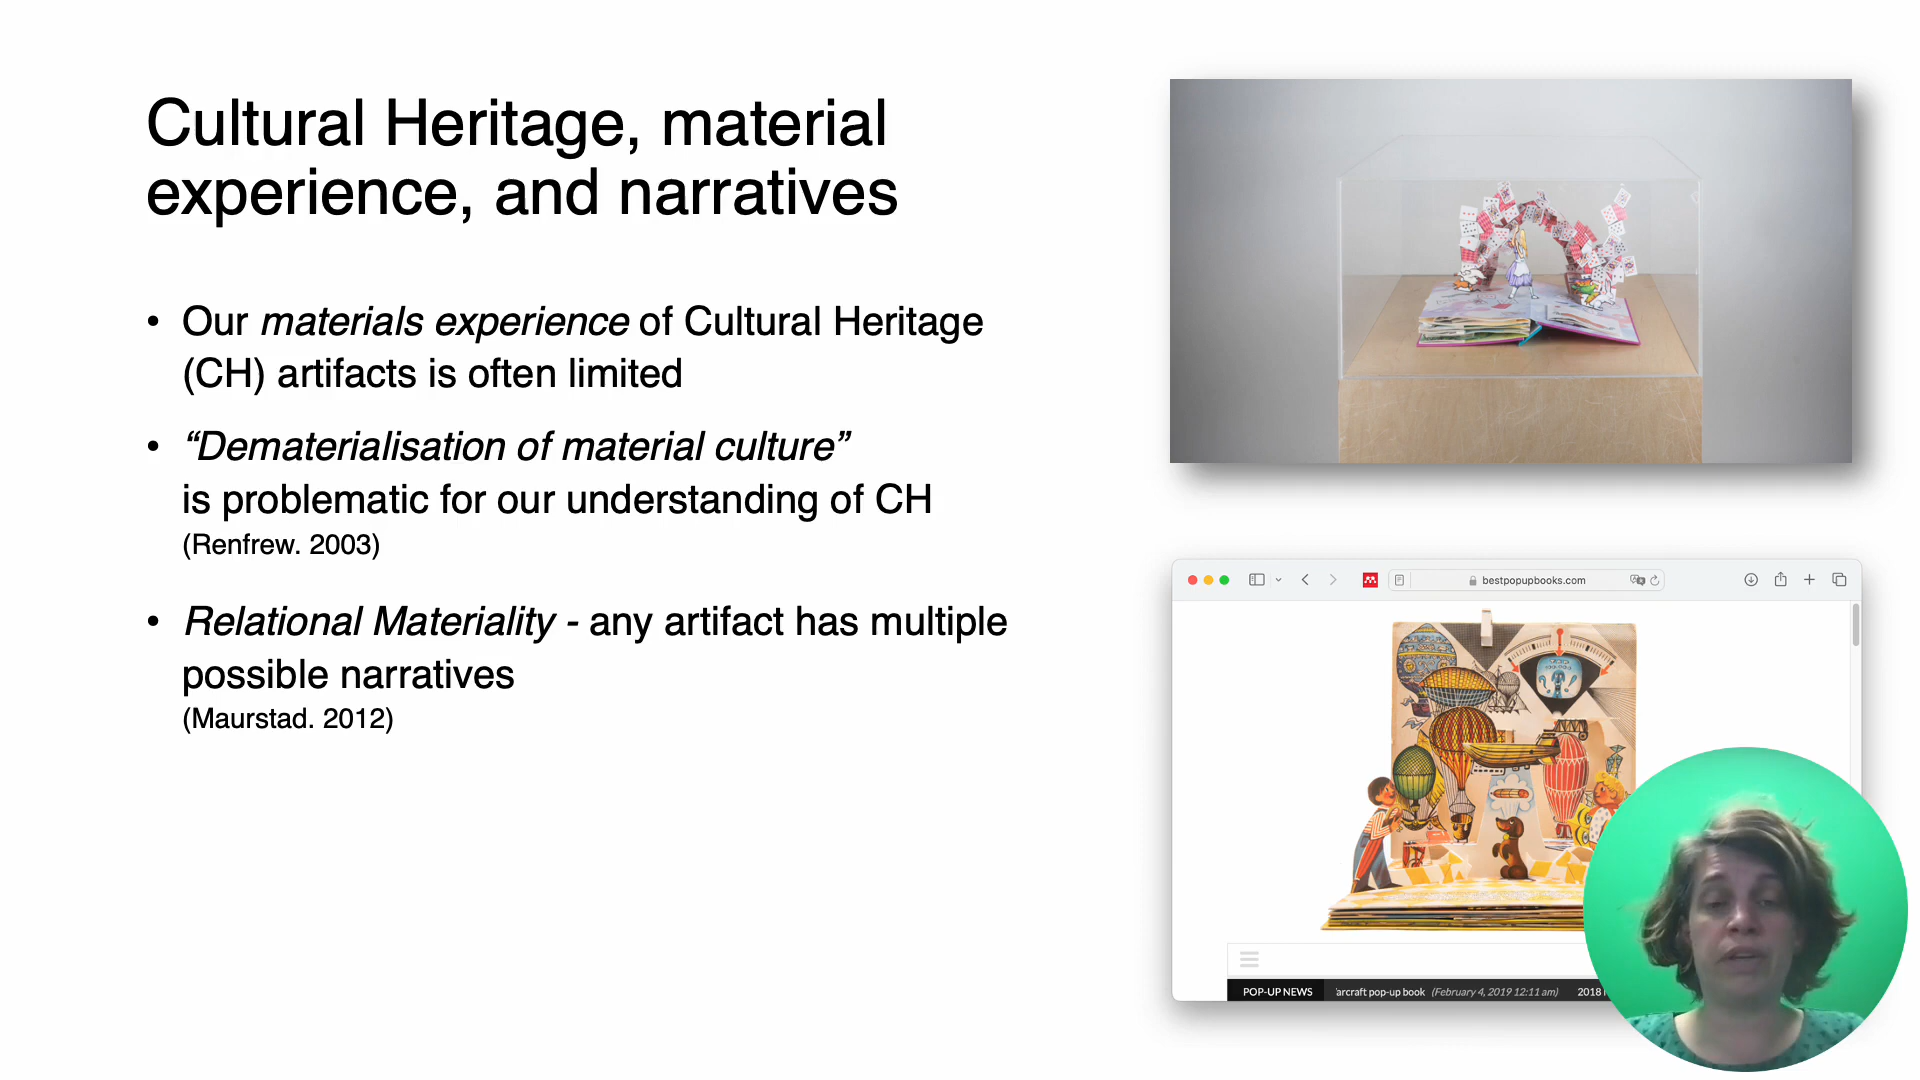 Cultural Heritage, material
experience, and narratives
• Our materials experience of Cultural Heritage
(CH) artifacts is often limited
• “Dematerialisation of material culture”
is problematic for our understanding of CH
(Renfrew. 2003)
• Relational Materiality - any artifact has multiple
possible narratives
(Maurstad. 2012)
bestpopupbooks.com
POP-UP NEWS arcraft pop-up book (February 4, 2019 12:11 am) 2018